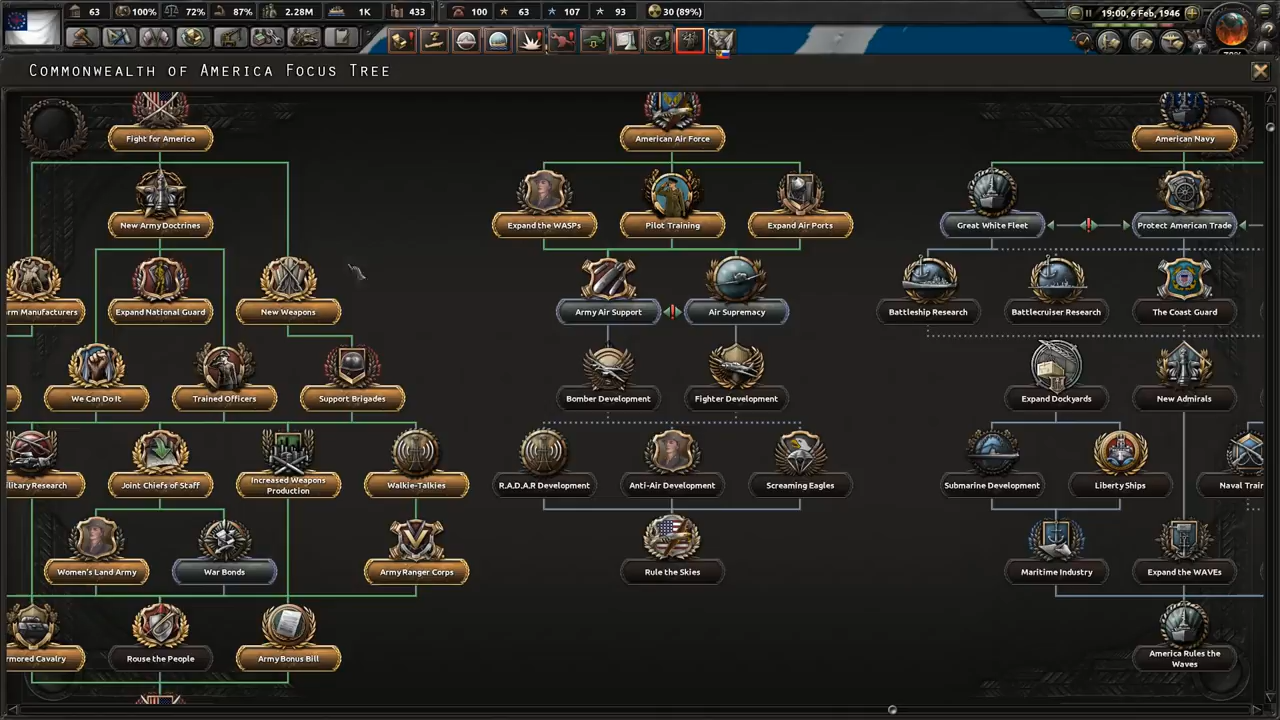 63 100% 72% 87% 2.28M 1K 433 100 63 107 93 30 (89%) 19:00, 6 Feb, 1946
Commonwealth of America Focus Tree
Fight for America American Air Force American Navy
New Army Doctrines Expand the WASPs Pilot Training Expand Air Ports Great White Fleet Protect American Trade
rm Manufacturers Expand National Guard New Weapons Army Air Support Air Supremacy Battleship Research Battlecruiser Research The Coast Guard
We Can Do It Trained Officers Support Brigades Bomber Development Fighter Development Expand Dockyards New Admirals
ilitary Research Joint Chiefs of Staff Increased Weapons
Production Walkie-Talkies R.A.D.A.R Development Anti-Air Development Screaming Eagles Submarine Development Liberty Ships Naval Train
Women's Land Army War Bonds Army Ranger Corps Rule the Skies Maritime Industry Expand the WAVEs
rmored Cavalry Rouse the People Army Bonus Bill America Rules the
Waves